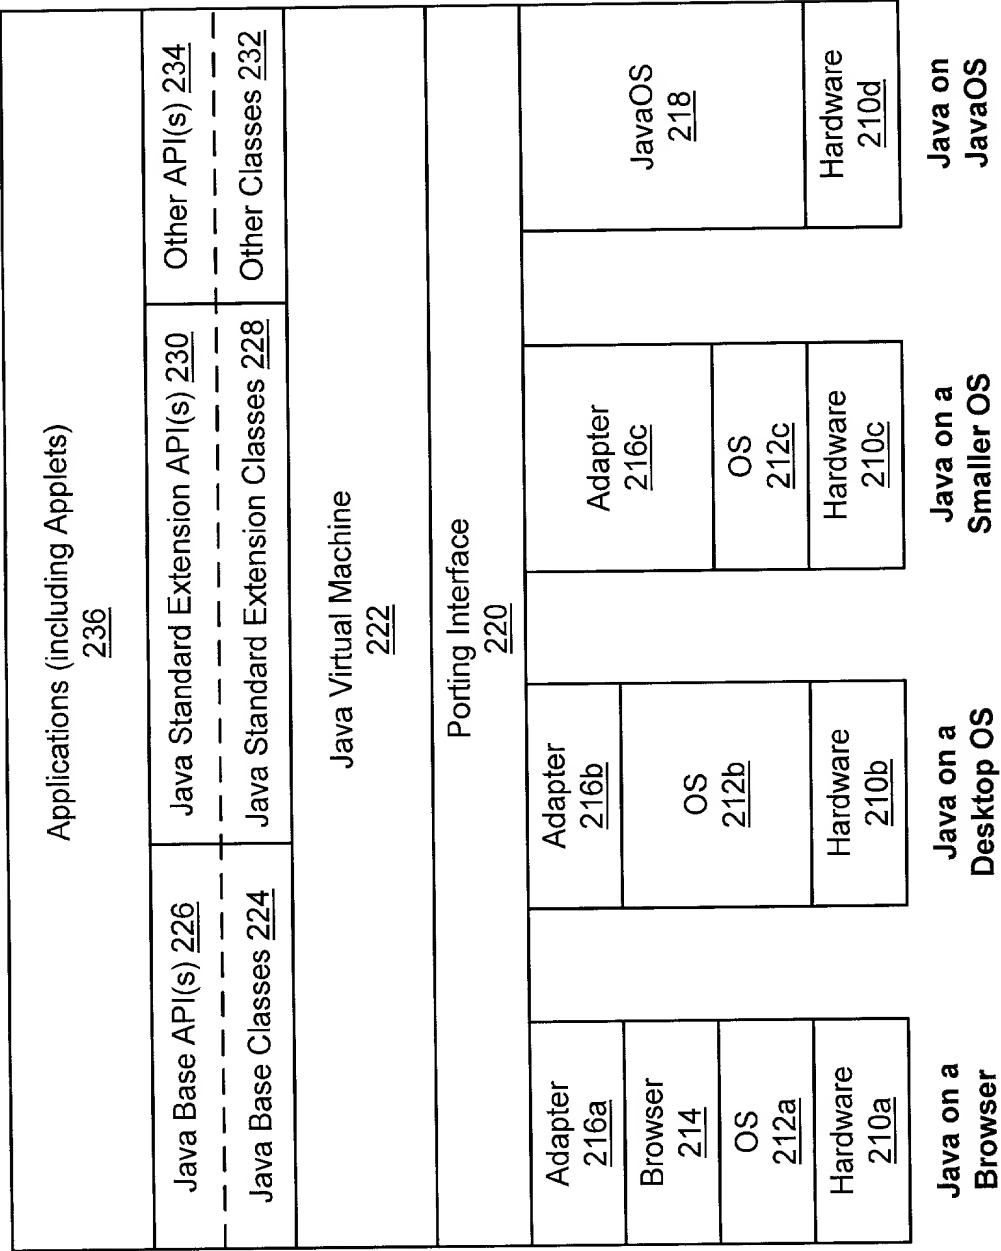 Applications (including Applets)
236
Java Base API(s) 226
Java Standard Extension API(s) 230
Other API(s) 234
Java Base Classes 224
Java Standard Extension Classes 228
Other Classes 232
Java Virtual Machine
222
Porting Interface
220
Adapter
216a
Browser
214
OS
212a
Hardware
210a
Java on a
Browser
Adapter
216b
OS
212b
Hardware
210b
Java on a
Desktop OS
Adapter
216c
OS
212c
Hardware
210c
Java on a
Smaller OS
JavaOS
218
Hardware
210d
Java on
JavaOS